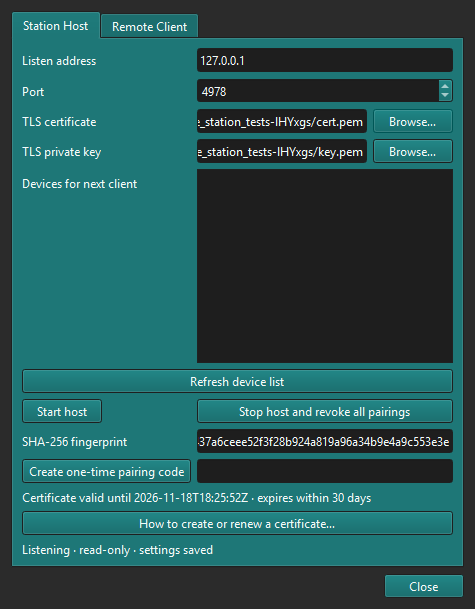 Station Host Remote Client
Listen address 127.0.0.1
Port 4978
TLS certificate e_station_tests-IHYxgs/cert.pem Browse...
TLS private key e_station_tests-IHYxgs/key.pem Browse...
Devices for next client
Refresh device list
Start host Stop host and revoke all pairings
SHA-256 fingerprint 37a6ceee52f3f28b924a819a96a34b9e4a9c553e3e
Create one-time pairing code
Certificate valid until 2026-11-18T18:25:52Z · expires within 30 days
How to create or renew a certificate...
Listening · read-only · settings saved
Close